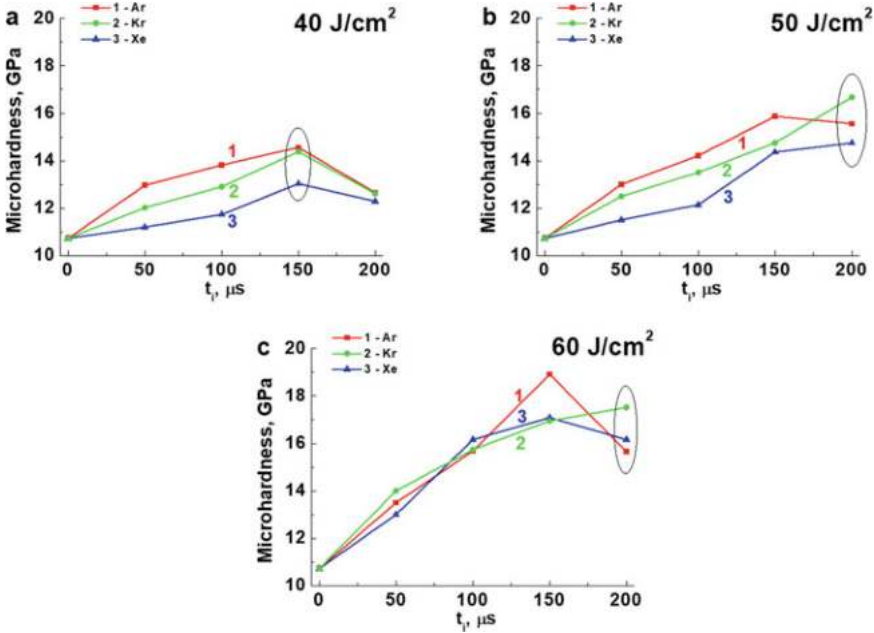 a
1 - Ar
2 - Kr
3 - Xe
40 J/cm²
Microhardness, GPa
20
18
16
14
12
10
1
2
3
0 50 100 150 200
tᵢ, μs
b
1 - Ar
2 - Kr
3 - Xe
50 J/cm²
Microhardness, GPa
20
18
16
14
12
10
1
2
3
0 50 100 150 200
tᵢ, μs
c
1 - Ar
2 - Kr
3 - Xe
60 J/cm²
Microhardness, GPa
20
18
16
14
12
10
1
3
2
0 50 100 150 200
tᵢ, μs